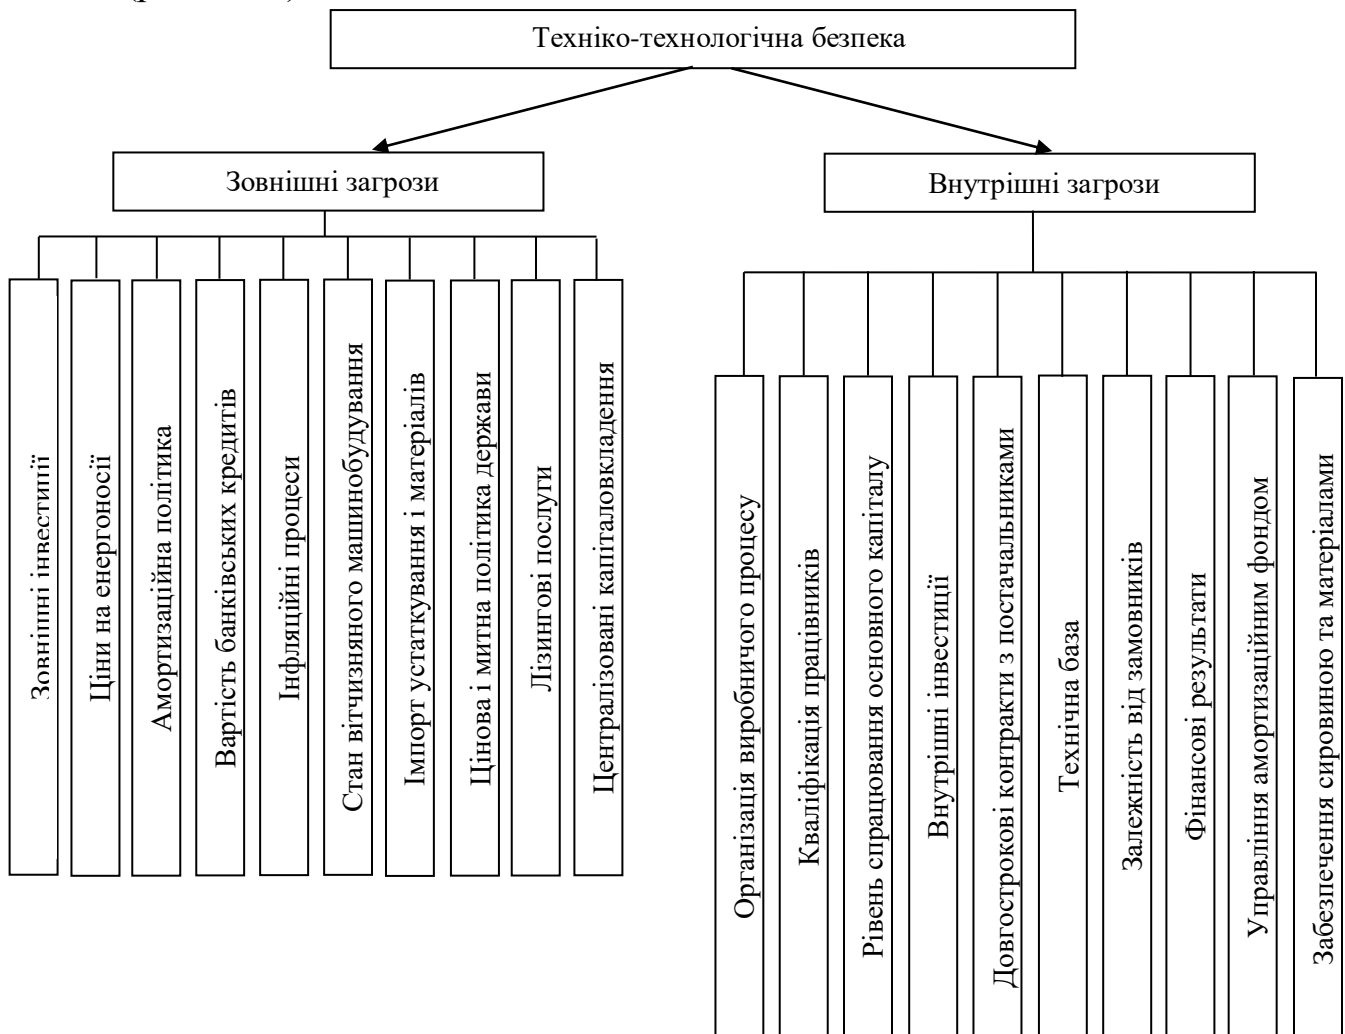 Техніко-технологічна безпека
Зовнішні загрози
Внутрішні загрози
Зовнішні інвестиції
Ціни на енергоносії
Амортизаційна політика
Вартість банківських кредитів
Інфляційні процеси
Стан вітчизняного машинобудування
Імпорт устаткування і матеріалів
Цінова і митна політика держави
Лізингові послуги
Централізовані капіталовкладення
Організація виробничого процесу
Кваліфікація працівників
Рівень спрацювання основного капіталу
Внутрішні інвестиції
Довгострокові контракти з постачальниками
Технічна база
Залежність від замовників
Фінансові результати
Управління амортизаційним фондом
Забезпечення сировиною та матеріалами